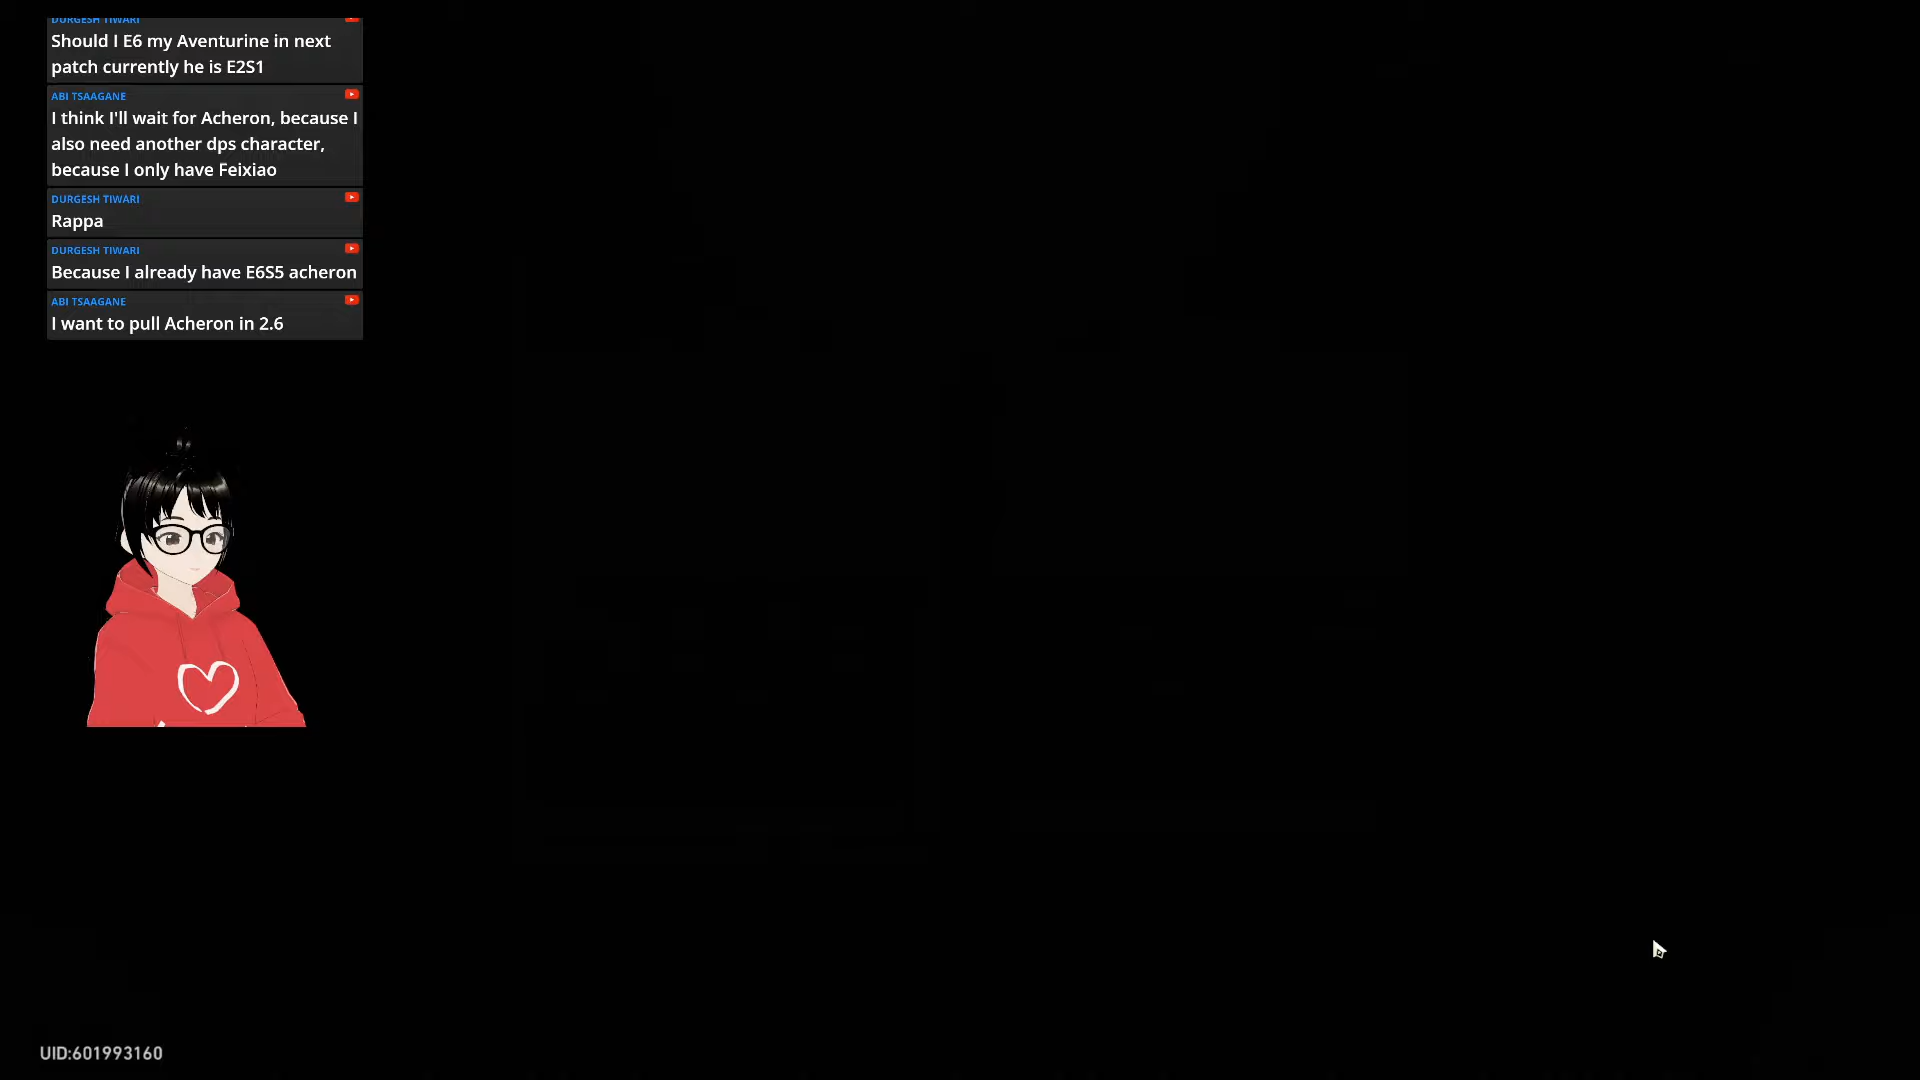 DURGESH TIWARI
Should I E6 my Aventurine in next
patch currently he is E2S1
ABI TSAAGANE
I think I'll wait for Acheron, because I
also need another dps character,
because I only have Feixiao
DURGESH TIWARI
Rappa
DURGESH TIWARI
Because I already have E6S5 acheron
ABI TSAAGANE
I want to pull Acheron in 2.6
UID:601993160